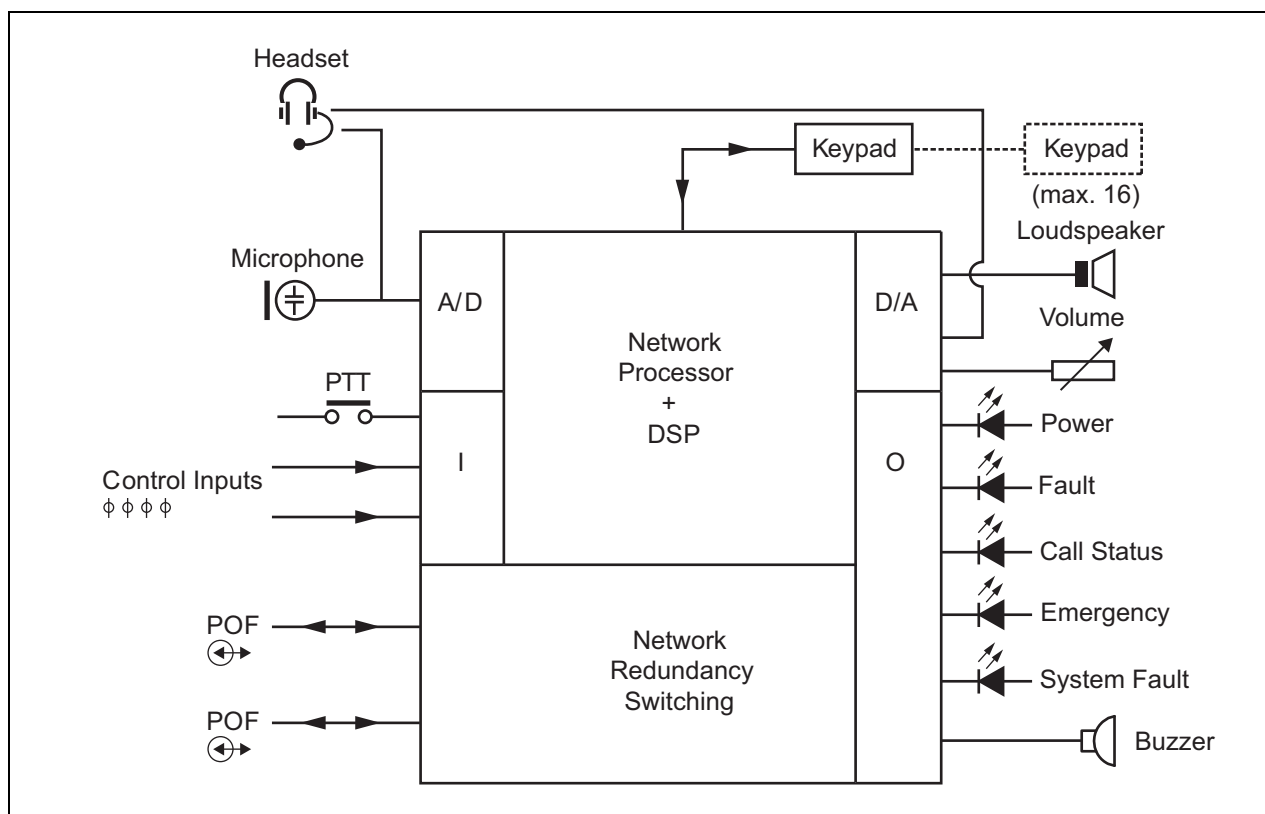 Headset
Keypad
Keypad
(max. 16)
Loudspeaker
Microphone
A/D
D/A
Volume
Network
Processor
+
DSP
PTT
Power
I
O
Control Inputs
Fault
Call Status
POF
Emergency
Network
Redundancy
Switching
System Fault
POF
Buzzer